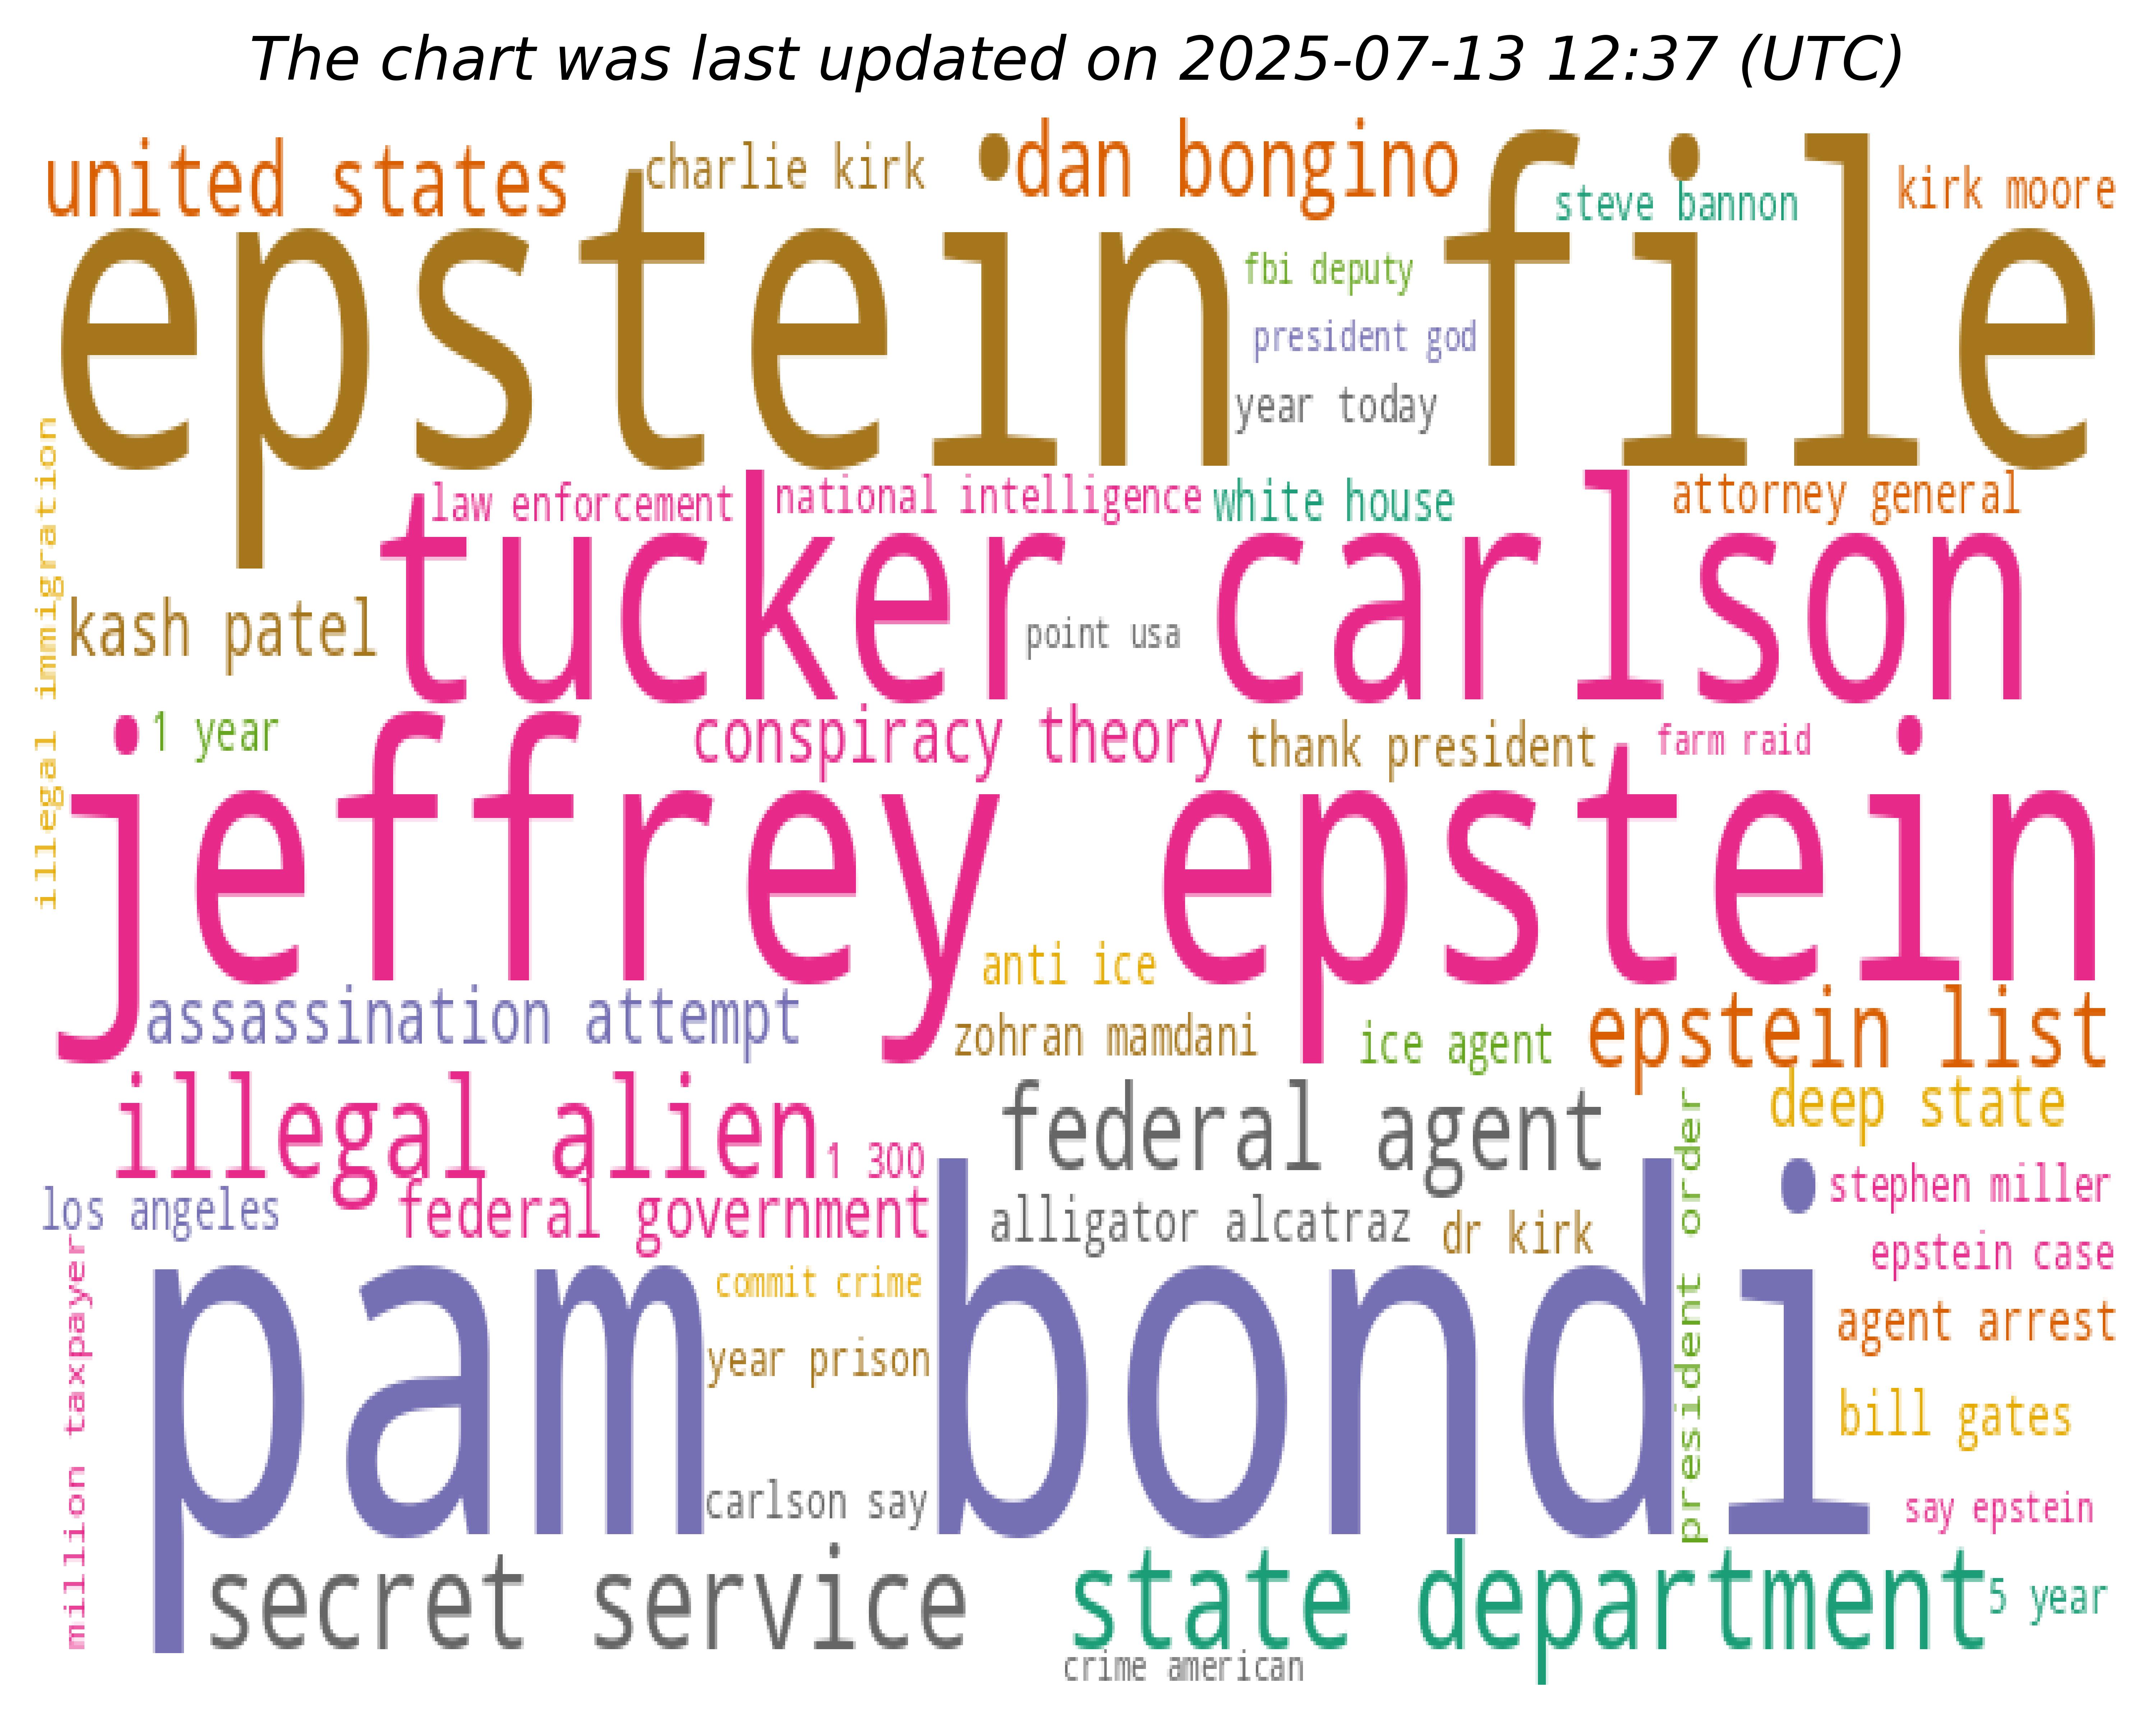 The chart was last updated on 2025-07-13 12:37 (UTC)
united states
charlie kirk
dan bongino
steve bannon
kirk moore
epstein file
fbi deputy
president god
year today
illegal immigration
law enforcement
national intelligence
white house
attorney general
tucker carlson
kash patel
point usa
1 year
conspiracy theory
thank president
farm raid
jeffrey epstein
anti ice
assassination attempt
zohran mamdani
ice agent
epstein list
illegal alien
1 300
federal agent
deep state
president order
los angeles
federal government
alligator alcatraz
dr kirk
stephen miller
epstein case
million taxpayer
pam bondi
commit crime
year prison
agent arrest
bill gates
carlson say
say epstein
secret service
state department
5 year
crime american